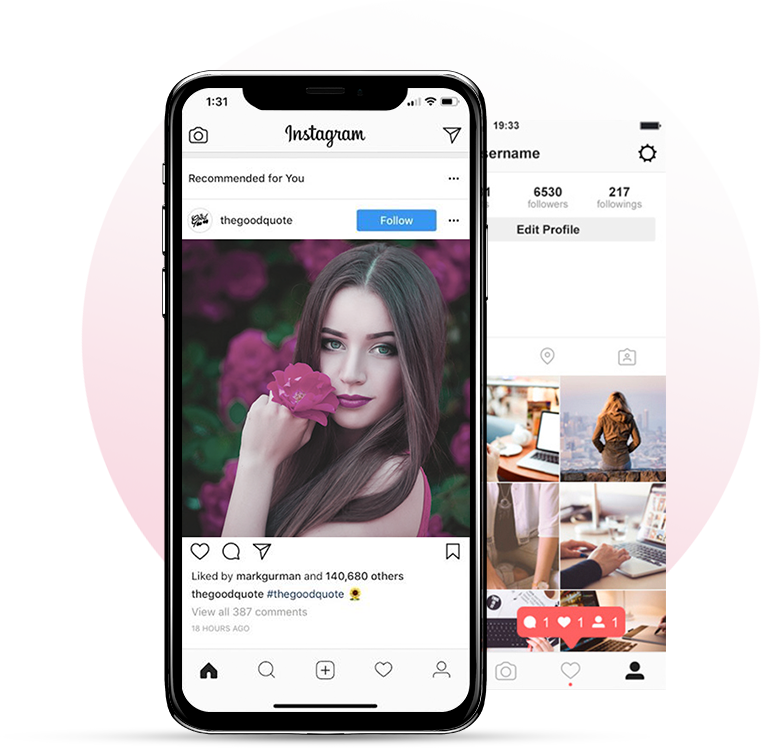 1:31
Instagram
Recommended for You
thegoodquote
Follow
Liked by markgurman and 140,680 others
thegoodquote #thegoodquote 🌻
View all 387 comments
18 HOURS AGO
19:33
sername
1 6530 217
s followers followings
Edit Profile
1 1 1